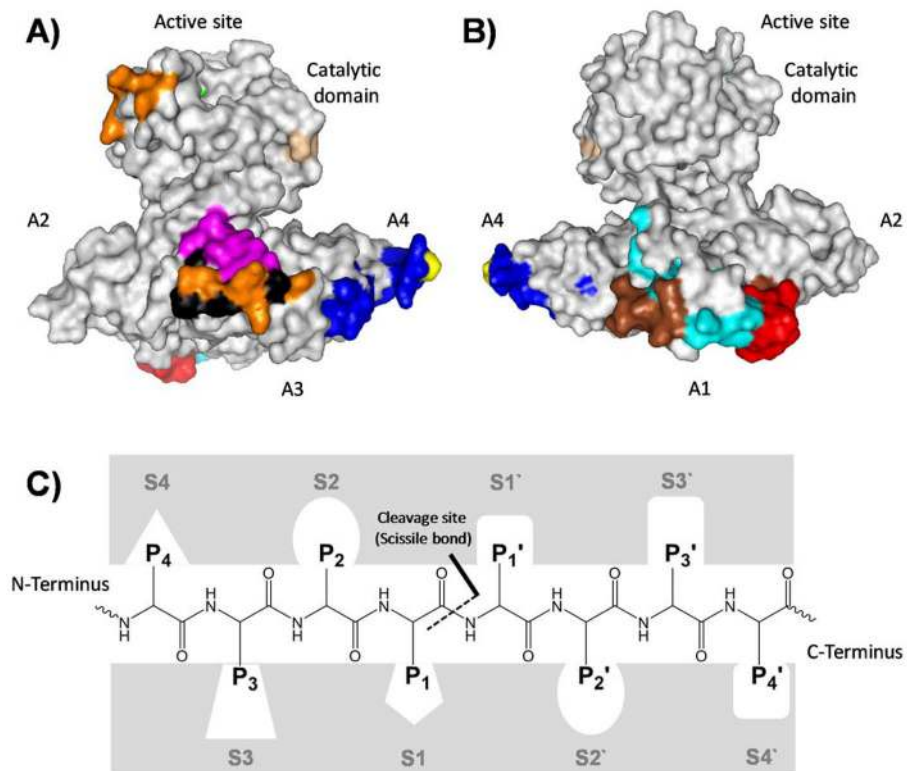 A)
Active site
Catalytic
domain
A2
A4
A3
B)
Active site
Catalytic
domain
A4
A2
A1
C)
S4
S2
S1`
S3`
Cleavage site
(Scissile bond)
N-Terminus
P4
P2
P1'
P3'
O
O
O
O
H
N
H
N
H
N
H
N
N
H
N
H
N
H
N
H
O
O
O
O
C-Terminus
P3
P1
P2'
P4'
S3
S1
S2`
S4`